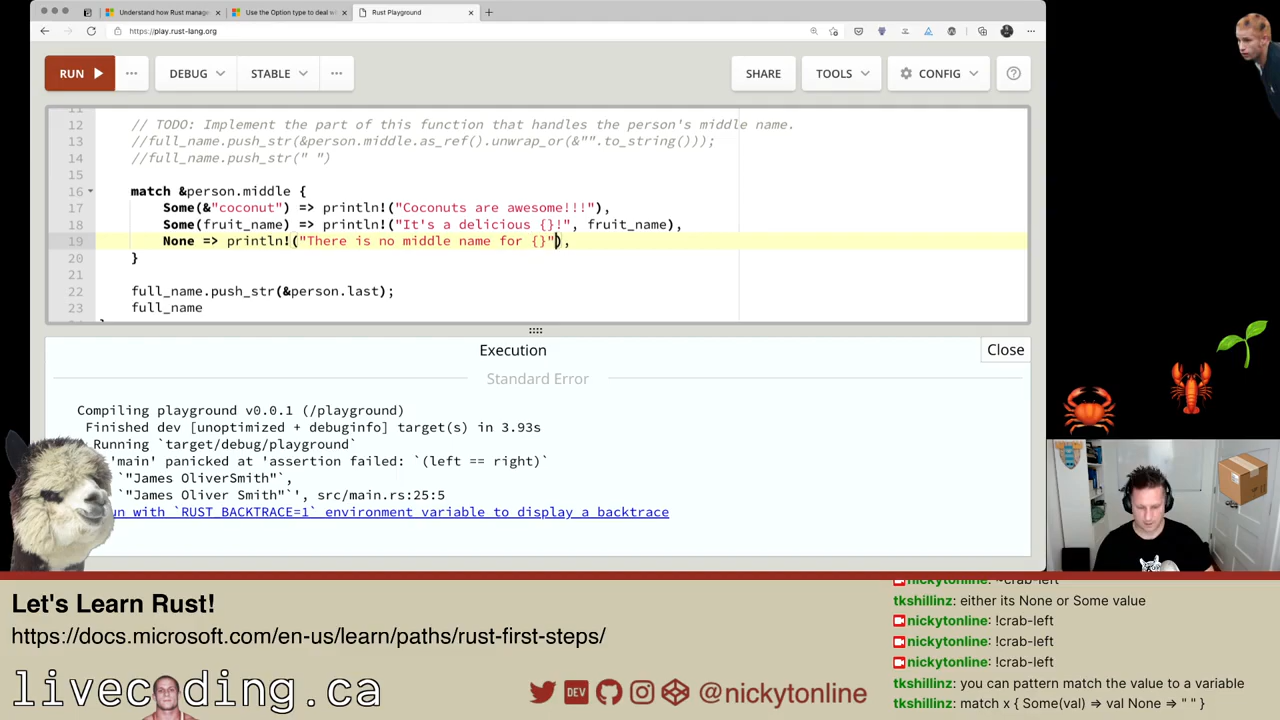 Understand how Rust manage
Use the Option type to deal wi
Rust Playground
https://play.rust-lang.org
RUN
DEBUG
STABLE
SHARE
TOOLS
CONFIG
11
12 // TODO: Implement the part of this function that handles the person's middle name.
13 //full_name.push_str(&person.middle.as_ref().unwrap_or(&"".to_string()));
14 //full_name.push_str(" ")
15
16 match &person.middle {
17 Some(&"coconut") => println!("Coconuts are awesome!!!"),
18 Some(fruit_name) => println!("It's a delicious {}!", fruit_name),
19 None => println!("There is no middle name for {}"),
20 }
21
22 full_name.push_str(&person.last);
23 full_name
Execution
Close
Standard Error
Compiling playground v0.0.1 (/playground)
Finished dev [unoptimized + debuginfo] target(s) in 3.93s
Running `target/debug/playground`
'main' panicked at 'assertion failed: `(left == right)`
`"James OliverSmith"`,
`"James Oliver Smith"`', src/main.rs:25:5
un with `RUST_BACKTRACE=1` environment variable to display a backtrace
Let's Learn Rust!
https://docs.microsoft.com/en-us/learn/paths/rust-first-steps/
livecoding.ca
DEV
@nickytonline
nickytonline: ~crab-left
tkshillinz: either its None or Some value
nickytonline: !crab-left
nickytonline: !crab-left
nickytonline: !crab-left
tkshillinz: you can pattern match the value to a variable
tkshillinz: match x { Some(val) => val None => " " }